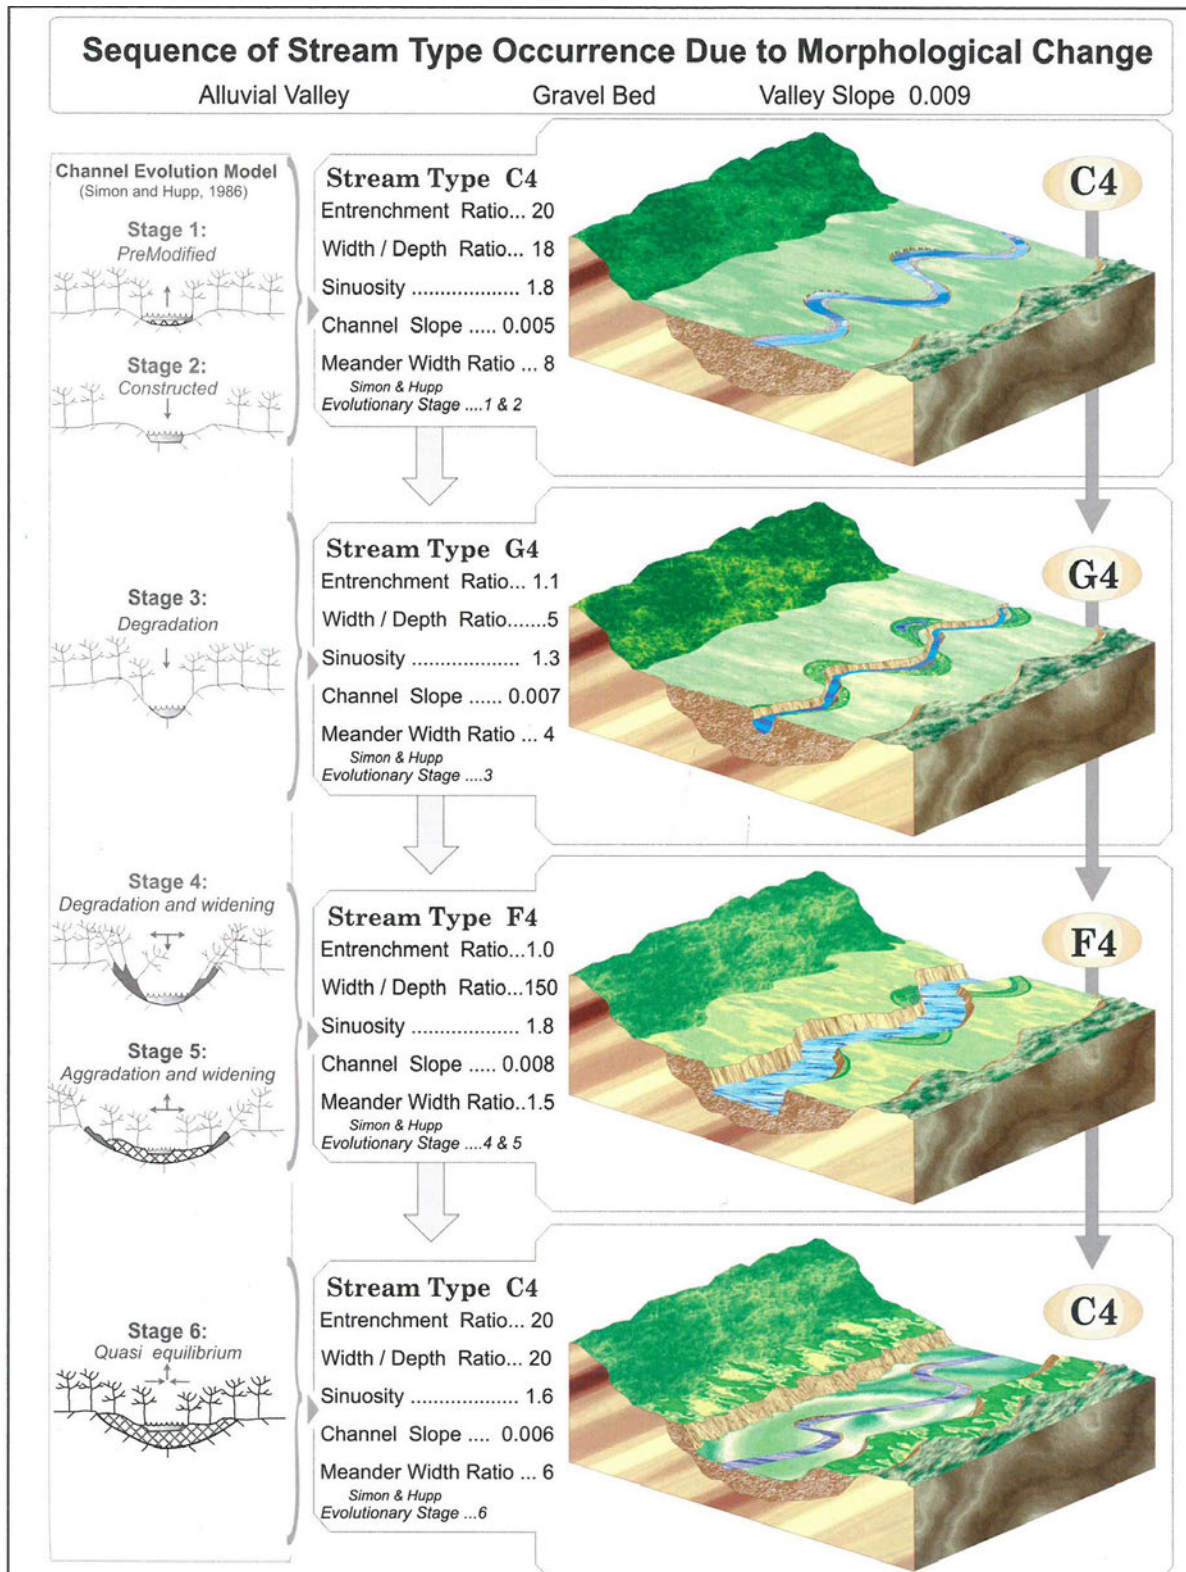 Sequence of Stream Type Occurrence Due to Morphological Change
Alluvial Valley Gravel Bed Valley Slope 0.009
Channel Evolution Model
(Simon and Hupp, 1986)
Stage 1:
PreModified
Stage 2:
Constructed
Stream Type C4
Entrenchment Ratio... 20
Width / Depth Ratio... 18
Sinuosity .................... 1.8
Channel Slope ..... 0.005
Meander Width Ratio ... 8
Simon & Hupp
Evolutionary Stage ....1 & 2
C4
Stage 3:
Degradation
Stream Type G4
Entrenchment Ratio... 1.1
Width / Depth Ratio.......5
Sinuosity ................... 1.3
Channel Slope ...... 0.007
Meander Width Ratio ... 4
Simon & Hupp
Evolutionary Stage ....3
G4
Stage 4:
Degradation and widening
Stage 5:
Aggradation and widening
Stream Type F4
Entrenchment Ratio...1.0
Width / Depth Ratio...150
Sinuosity ................... 1.8
Channel Slope ..... 0.008
Meander Width Ratio..1.5
Simon & Hupp
Evolutionary Stage ....4 & 5
F4
Stage 6:
Quasi equilibrium
Stream Type C4
Entrenchment Ratio... 20
Width / Depth Ratio... 20
Sinuosity .................... 1.6
Channel Slope .... 0.006
Meander Width Ratio ... 6
Simon & Hupp
Evolutionary Stage ...6
C4